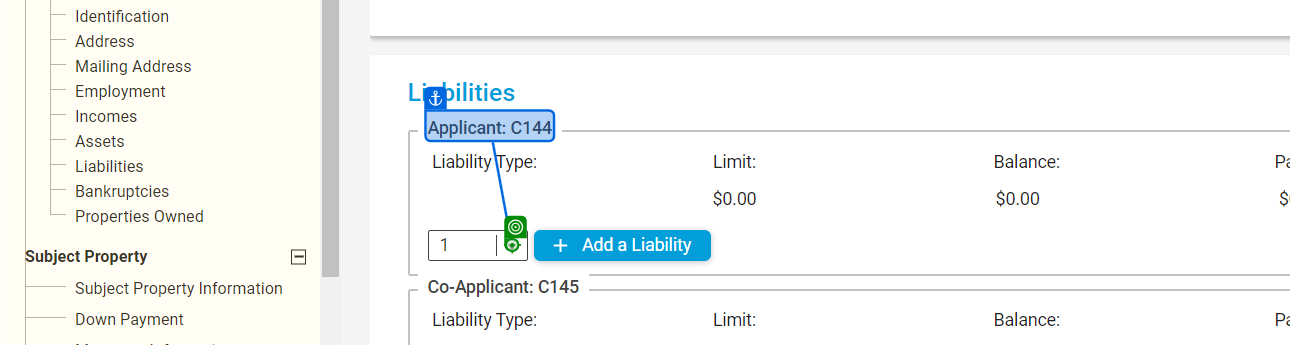 Identification
Address
Mailing Address
Employment
Incomes
Assets
Liabilities
Bankruptcies
Properties Owned
Subject Property
Subject Property Information
Down Payment
Liabilities
Applicant: C144
Liability Type: Limit: Balance:
$0.00 $0.00
1 + Add a Liability
Co-Applicant: C145
Liability Type: Limit: Balance: